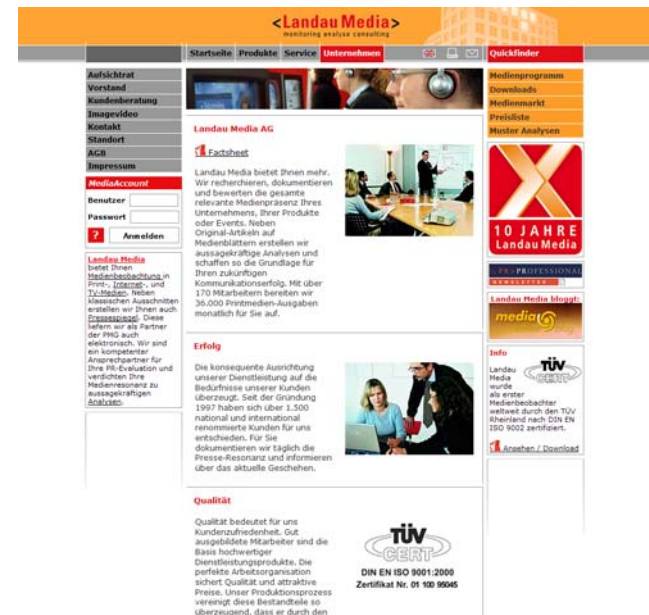 <Landau Media>
monitoring analyse consulting
Startseite Produkte Service Unternehmen
Quickfinder
Aufsichtrat
Vorstand
Kundenberatung
Imagevideo
Kontakt
Standort
AGB
Impressum
MediaAccount
Benutzer
Passwort
? Anmelden
Landau Media
bietet Ihnen
Medienbeobachtung in
Print-, Internet-, und
TV-Medien. Neben
klassischen Ausschnitten
erstellen wir Ihnen auch
Pressespiegel. Diese
liefern wir als Partner
der PMG auch
elektronisch. Wir sind
ein kompetenter
Ansprechpartner für
Ihre PR-Evaluation und
verdichten Ihre
Medienresonanz zu
aussagekräftigen
Analysen.
Landau Media AG
Factsheet
Landau Media bietet Ihnen mehr.
Wir recherchieren, dokumentieren
und bewerten die gesamte
relevante Medienpräsenz Ihres
Unternehmens, Ihrer Produkte
oder Events. Neben
Original-Artikeln auf
Medienblättern erstellen wir
aussagekräftige Analysen und
schaffen so die Grundlage für
Ihren zukünftigen
Kommunikationserfolg. Mit über
170 Mitarbeitern bereiten wir
36.000 Printmedien-Ausgaben
monatlich für Sie auf.
Erfolg
Die konsequente Ausrichtung
unserer Dienstleistung auf die
Bedürfnisse unserer Kunden
überzeugt. Seit der Gründung
1997 haben sich über 1.500
national und international
renommierte Kunden für uns
entschieden. Für Sie
dokumentieren wir täglich die
Presse-Resonanz und informieren
über das aktuelle Geschehen.
Qualität
Qualität bedeutet für uns
Kundenzufriedenheit. Gut
ausgebildete Mitarbeiter sind die
Basis hochwertiger
Dienstleistungsprodukte. Die
perfekte Arbeitsorganisation
sichert Qualität und attraktive
Preise. Unser Produktionsprozess
vereinigt diese Bestandteile so
überzeugend, dass er durch den
TÜV
CERT
DIN EN ISO 9001:2000
Zertifikat Nr. 01 100 95045
Medienprogramm
Downloads
Medienmarkt
Preisliste
Muster Analysen
10 JAHRE
Landau Media
PR PROFESSIONAL
NEWSLETTER
Landau Media bloggt:
media
Info
TÜV
CERT
Landau
Media
wurde
als erster
Medienbeobachter
weltweit durch den TÜV
Rheinland nach DIN EN
ISO 9002 zertifiziert.
Ansehen / Download